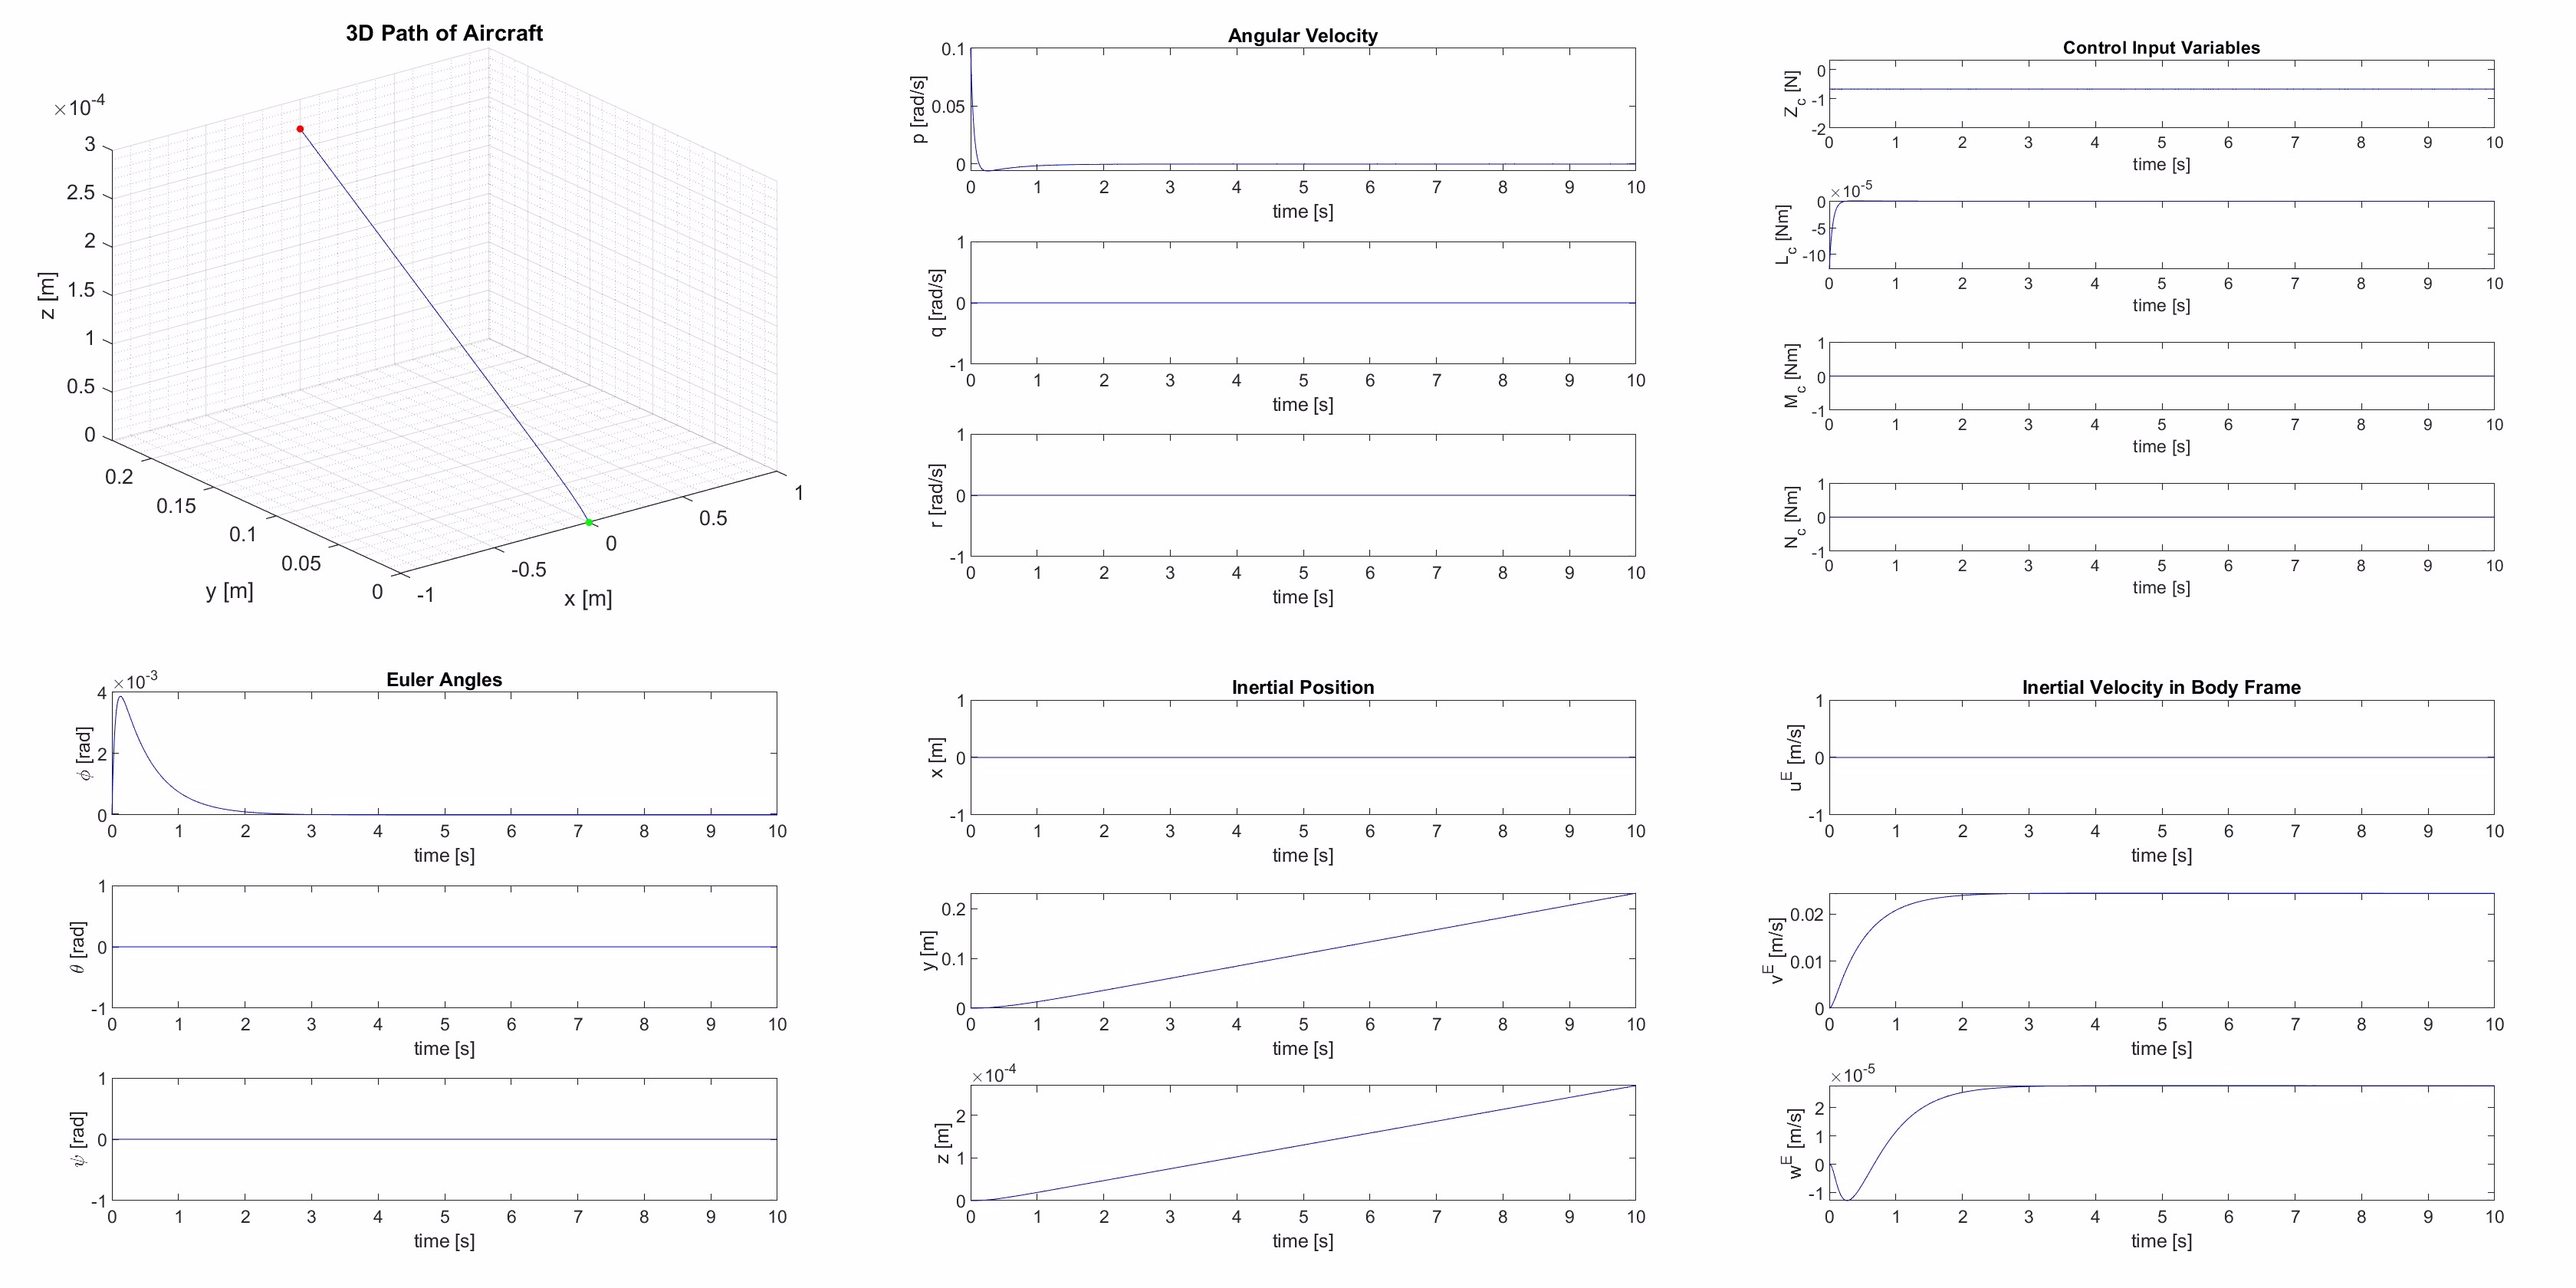 3D Path of Aircraft
×10-4
3
2.5
2
1.5
1
0.5
0
z [m]
0.2
0.15
0.1
0.05
0
y [m]
-1
-0.5
0
0.5
1
x [m]
Angular Velocity
0.1
0.05
0
p [rad/s]
0 1 2 3 4 5 6 7 8 9 10
time [s]
1
0
-1
q [rad/s]
0 1 2 3 4 5 6 7 8 9 10
time [s]
1
0
-1
r [rad/s]
0 1 2 3 4 5 6 7 8 9 10
time [s]
Control Input Variables
0
-1
-2
Zc [N]
0 1 2 3 4 5 6 7 8 9 10
time [s]
×10-5
0
-5
-10
Lc [Nm]
0 1 2 3 4 5 6 7 8 9 10
time [s]
1
0
-1
Mc [Nm]
0 1 2 3 4 5 6 7 8 9 10
time [s]
1
0
-1
Nc [Nm]
0 1 2 3 4 5 6 7 8 9 10
time [s]
Euler Angles
×10-3
4
2
0
ϕ [rad]
0 1 2 3 4 5 6 7 8 9 10
time [s]
1
0
-1
θ [rad]
0 1 2 3 4 5 6 7 8 9 10
time [s]
1
0
-1
ψ [rad]
0 1 2 3 4 5 6 7 8 9 10
time [s]
Inertial Position
1
0
-1
x [m]
0 1 2 3 4 5 6 7 8 9 10
time [s]
0.2
0.1
0
y [m]
0 1 2 3 4 5 6 7 8 9 10
time [s]
×10-4
2
1
0
z [m]
0 1 2 3 4 5 6 7 8 9 10
time [s]
Inertial Velocity in Body Frame
1
0
-1
uE [m/s]
0 1 2 3 4 5 6 7 8 9 10
time [s]
0.02
0.01
0
vE [m/s]
0 1 2 3 4 5 6 7 8 9 10
time [s]
×10-5
2
1
0
-1
wE [m/s]
0 1 2 3 4 5 6 7 8 9 10
time [s]